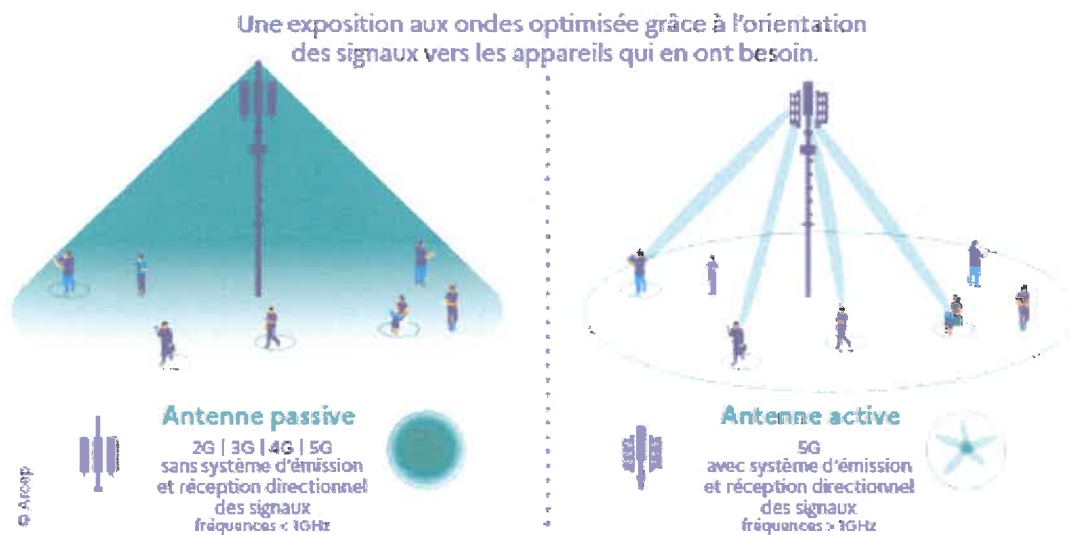 Une exposition aux ondes optimisée grâce à l'orientation
des signaux vers les appareils qui en ont besoin.
Antenne passive
2G | 3G | 4G | 5G
sans système d'émission
et réception directionnel
des signaux
fréquences < 1GHz
Antenne active
5G
avec système d'émission
et réception directionnel
des signaux
fréquences > 1GHz
© Arcep